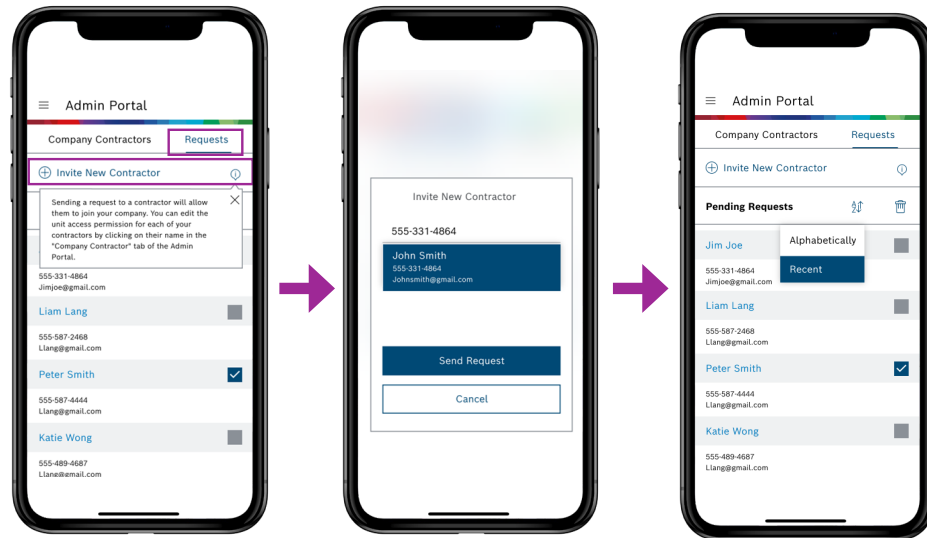 Admin Portal
Company Contractors Requests
Invite New Contractor
Sending a request to a contractor will allow
them to join your company. You can edit the
unit access permission for each of your
contractors by clicking on their name in the
"Company Contractor" tab of the Admin
Portal.
555-331-4864
Jimjoe@gmail.com
Liam Lang
555-587-2468
Llang@gmail.com
Peter Smith
555-587-4444
Llang@gmail.com
Katie Wong
555-489-4687
Llang@gmail.com
Invite New Contractor
555-331-4864
John Smith
555-331-4864
Johnsmith@gmail.com
Send Request
Cancel
Admin Portal
Company Contractors Requests
Invite New Contractor
Pending Requests
Jim Joe
Alphabetically
Recent
555-331-4864
Jimjoe@gmail.com
Liam Lang
555-587-2468
Llang@gmail.com
Peter Smith
555-587-4444
Llang@gmail.com
Katie Wong
555-489-4687
Llang@gmail.com